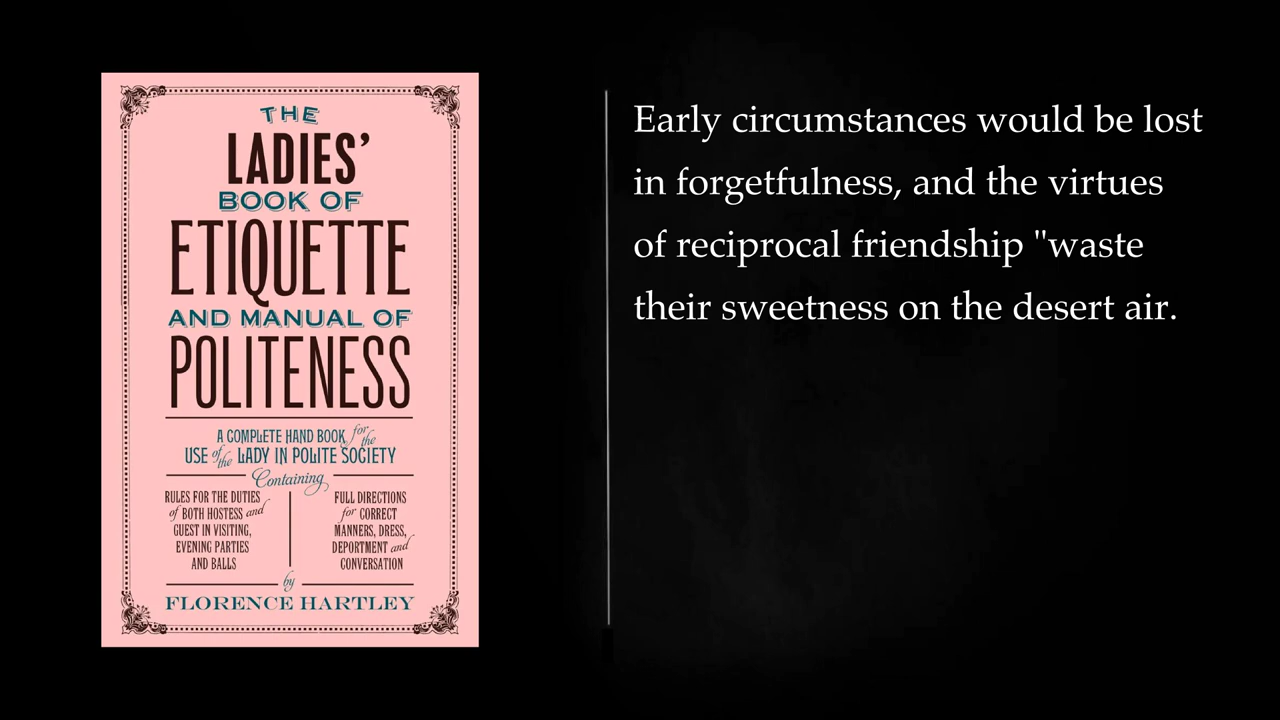 THE
LADIES'
BOOK OF
ETIQUETTE
AND MANUAL OF
POLITENESS
A COMPLETE HAND BOOK for the
USE of the LADY IN POLITE SOCIETY
Containing
RULES FOR THE DUTIES
of BOTH HOSTESS and
GUEST IN VISITING,
EVENING PARTIES
AND BALLS
FULL DIRECTIONS
for CORRECT
MANNERS, DRESS,
DEPORTMENT and
CONVERSATION
by
FLORENCE HARTLEY
Early circumstances would be lost
in forgetfulness, and the virtues
of reciprocal friendship "waste
their sweetness on the desert air.